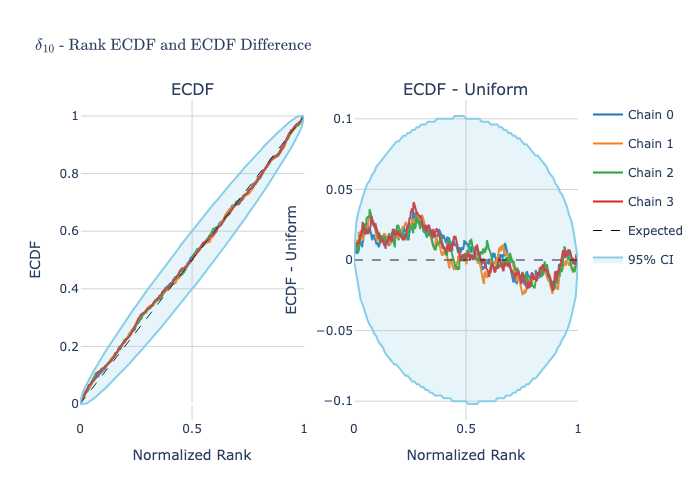 δ₁₀ - Rank ECDF and ECDF Difference
ECDF
ECDF - Uniform
1
0.8
0.6
0.4
0.2
0
ECDF
0
0.5
1
Normalized Rank
0.1
0.05
0
−0.05
−0.1
ECDF - Uniform
0
0.5
1
Normalized Rank
Chain 0
Chain 1
Chain 2
Chain 3
Expected
95% CI